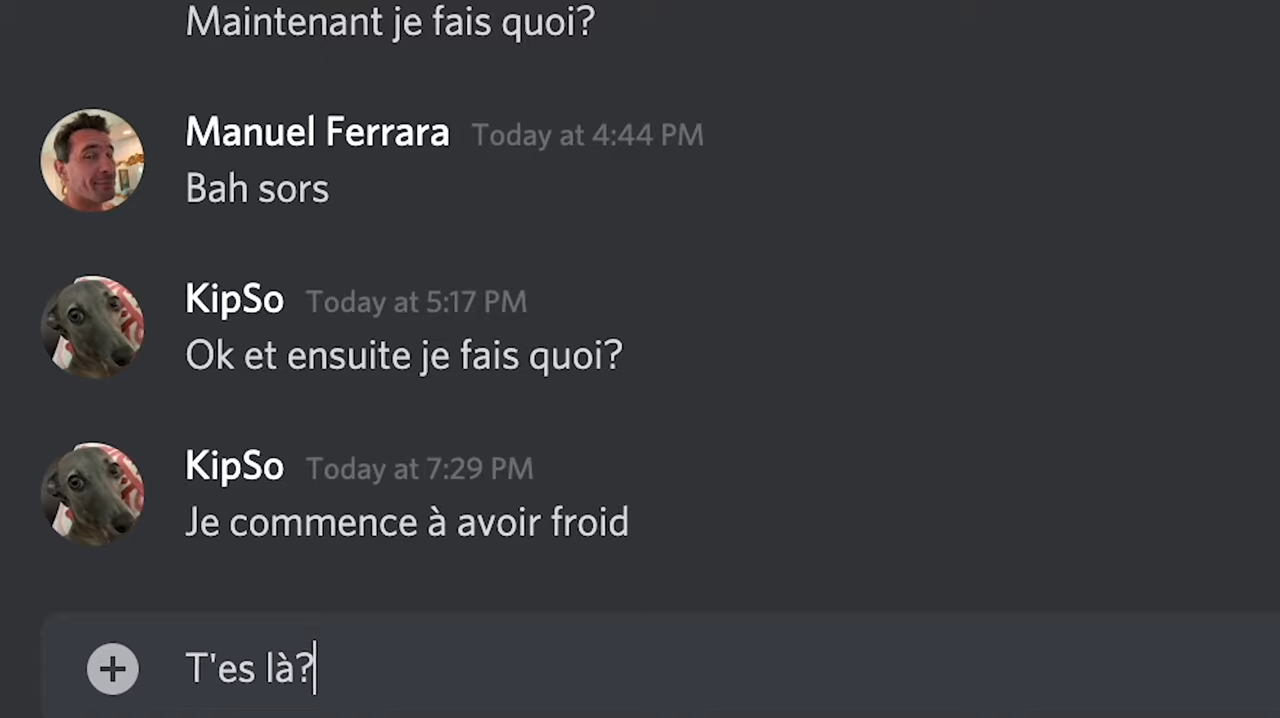 Maintenant je fais quoi?
Manuel Ferrara Today at 4:44 PM
Bah sors
KipSo Today at 5:17 PM
Ok et ensuite je fais quoi?
KipSo Today at 7:29 PM
Je commence à avoir froid
T'es là?